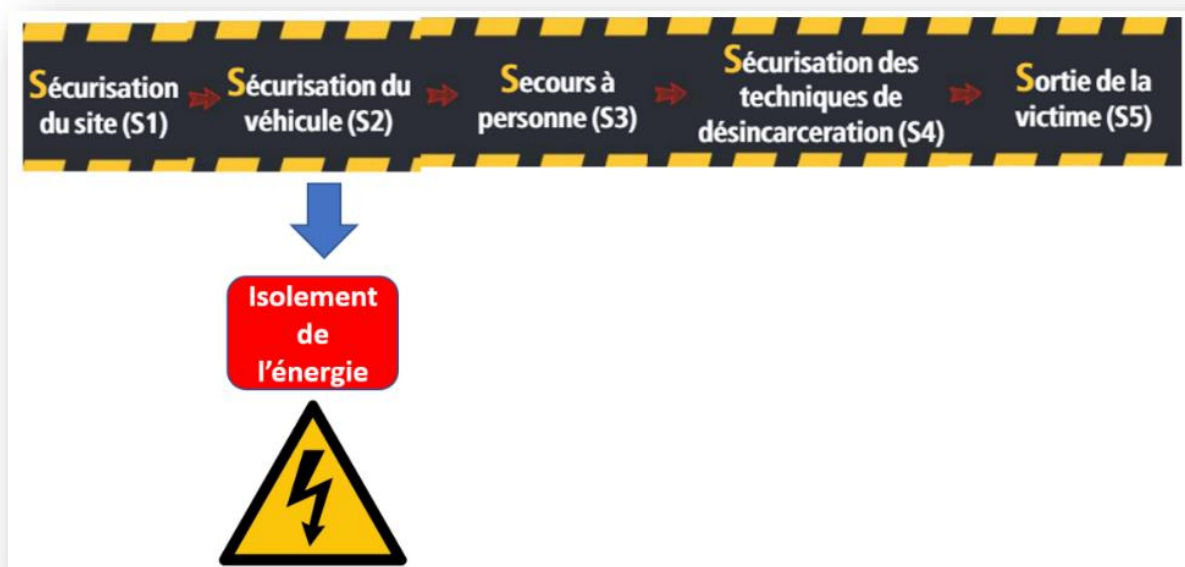 Sécurisation
du site (S1)
Sécurisation du
véhicule (S2)
Secours à
personne (S3)
Sécurisation des
techniques de
désincarceration (S4)
Sortie de la
victime (S5)
Isolement
de
l'énergie